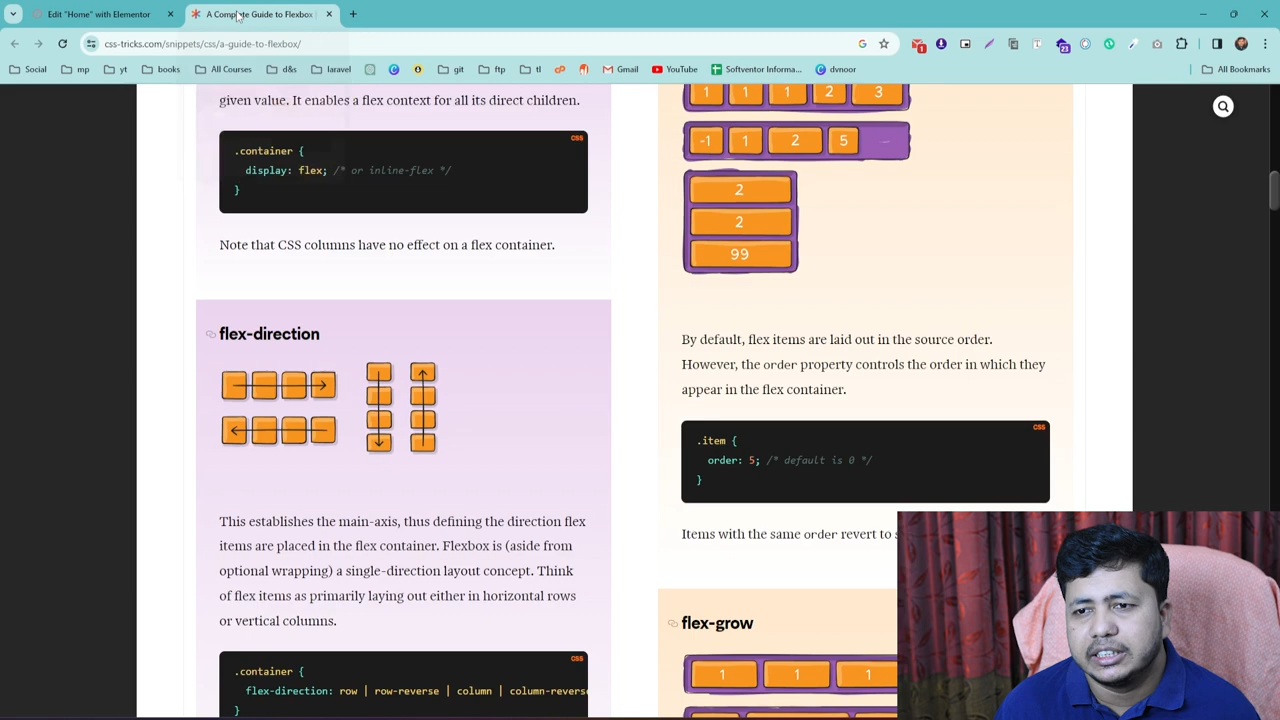 Edit "Home" with Elementor
A Complete Guide to Flexbox
css-tricks.com/snippets/css/a-guide-to-flexbox/
Social
mp
yt
books
All Courses
d&s
laravel
git
ftp
tl
Gmail
YouTube
Softventor Informa...
dvnoor
All Bookmarks
given value. It enables a flex context for all its direct children.
CSS
.container {
display: flex; /* or inline-flex */
}
Note that CSS columns have no effect on a flex container.
flex-direction
This establishes the main-axis, thus defining the direction flex
items are placed in the flex container. Flexbox is (aside from
optional wrapping) a single-direction layout concept. Think
of flex items as primarily laying out either in horizontal rows
or vertical columns.
CSS
.container {
flex-direction: row | row-reverse | column | column-reverse
}
1 1 1 2 3
-1 1 2 5
2
2
99
By default, flex items are laid out in the source order.
However, the order property controls the order in which they
appear in the flex container.
CSS
.item {
order: 5; /* default is 0 */
}
Items with the same order revert to
flex-grow
1 1 1